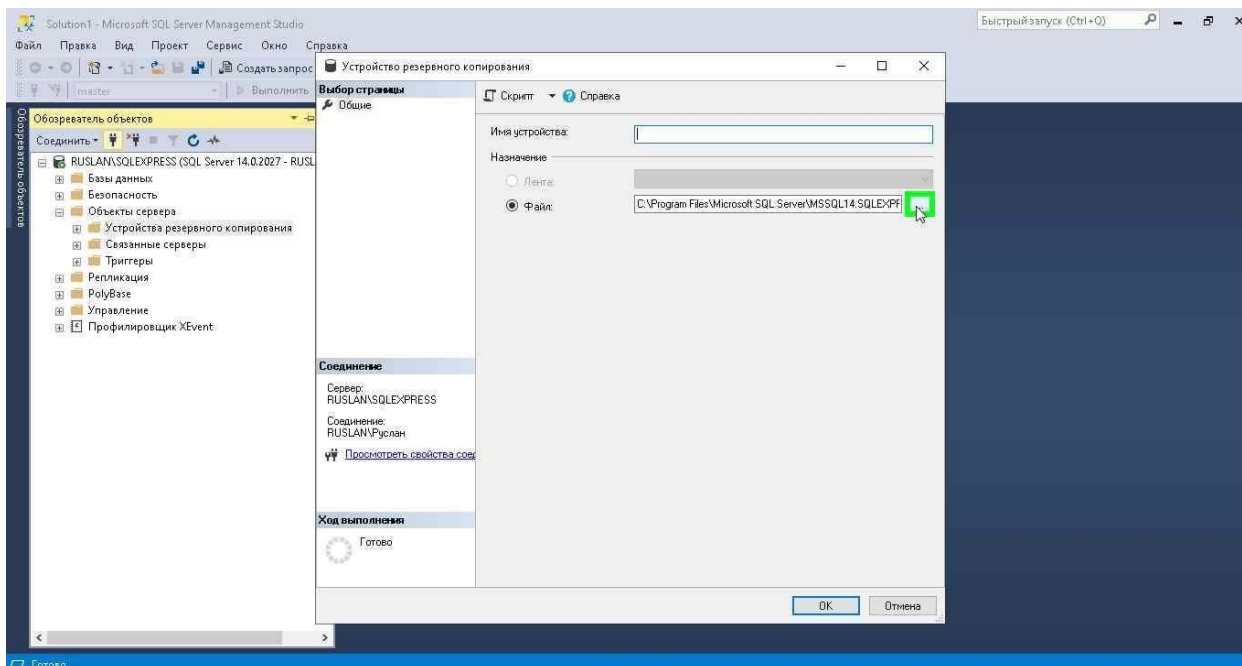 Solution1 - Microsoft SQL Server Management Studio
Быстрый запуск (Ctrl+Q)
Файл Правка Вид Проект Сервис Окно Справка
Создать запрос
master
Выполнить
Обозреватель объектов
Обозреватель объектов
Соединить
RUSLAN\SQLEXPRESS (SQL Server 14.0.2027 - RUSL
Базы данных
Безопасность
Объекты сервера
Устройства резервного копирования
Связанные серверы
Триггеры
Репликация
PolyBase
Управление
Профилировщик XEvent
Устройство резервного копирования
Выбор страницы
Общие
Скрипт
Справка
Имя устройства:
Назначение
Лента:
Файл:
C:\Program Files\Microsoft SQL Server\MSSQL14.SQLEXPF
...
Соединение
Сервер:
RUSLAN\SQLEXPRESS
Соединение:
RUSLAN\Руслан
Просмотреть свойства соед
Ход выполнения
Готово
OK
Отмена
Готово